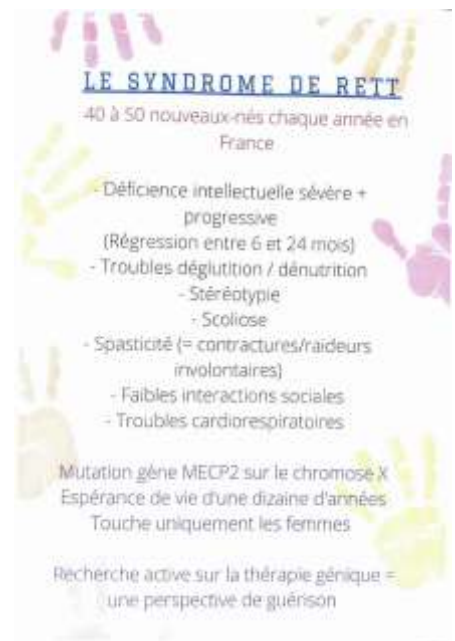 LE SYNDROME DE RETT
40 à 50 nouveaux-nés chaque année en
France
- Déficience intellectuelle sévère +
progressive
(Régression entre 6 et 24 mois)
- Troubles déglutition / dénutrition
- Stéréotypie
- Scoliose
- Spasticité (= contractures/raideurs
involontaires)
- Faibles interactions sociales
- Troubles cardiorespiratoires
Mutation gène MECP2 sur le chromose X
Espérance de vie d'une dizaine d'années
Touche uniquement les femmes
Recherche active sur la thérapie génique =
une perspective de guérison